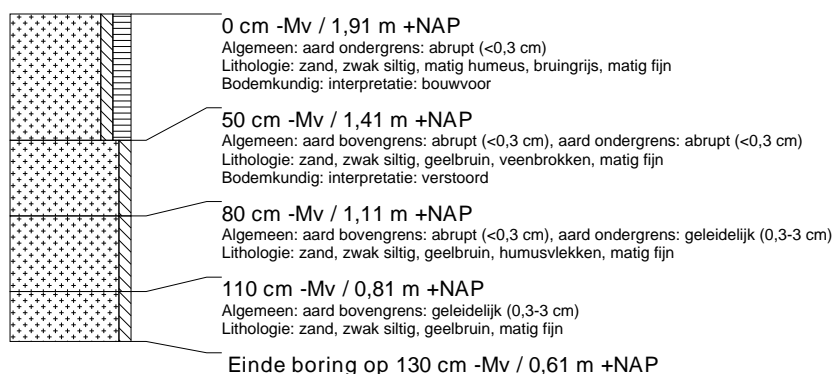 0 cm -Mv / 1,91 m +NAP
Algemeen: aard ondergrens: abrupt (<0,3 cm)
Lithologie: zand, zwak siltig, matig humeus, bruingrijs, matig fijn
Bodemkundig: interpretatie: bouwvoor
50 cm -Mv / 1,41 m +NAP
Algemeen: aard bovengrens: abrupt (<0,3 cm), aard ondergrens: abrupt (<0,3 cm)
Lithologie: zand, zwak siltig, geelbruin, veenbrokken, matig fijn
Bodemkundig: interpretatie: verstoord
80 cm -Mv / 1,11 m +NAP
Algemeen: aard bovengrens: abrupt (<0,3 cm), aard ondergrens: geleidelijk (0,3-3 cm)
Lithologie: zand, zwak siltig, geelbruin, humusvlekken, matig fijn
110 cm -Mv / 0,81 m +NAP
Algemeen: aard bovengrens: geleidelijk (0,3-3 cm)
Lithologie: zand, zwak siltig, geelbruin, matig fijn
Einde boring op 130 cm -Mv / 0,61 m +NAP